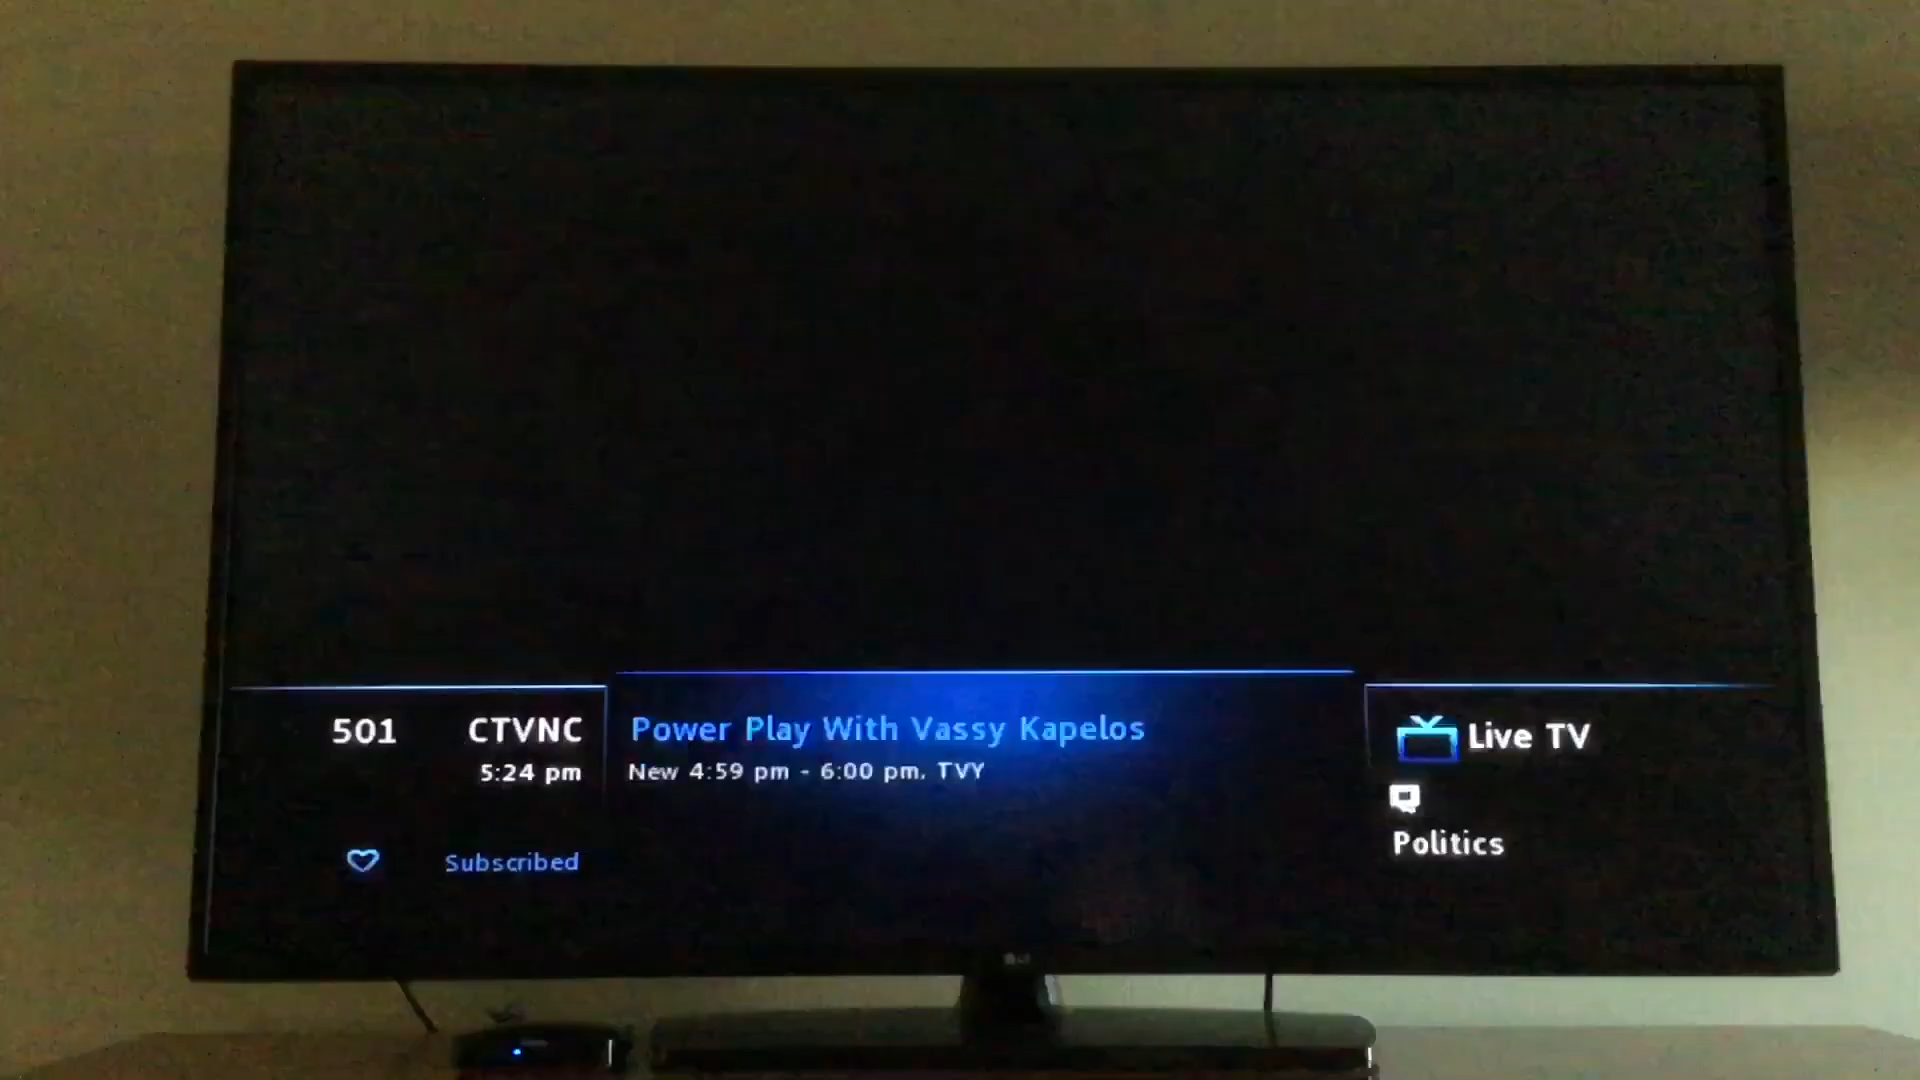 501 CTVNC
5:24 pm
Subscribed
Power Play With Vassy Kapelos
New 4:59 pm - 6:00 pm, TVY
Live TV
Politics
LG